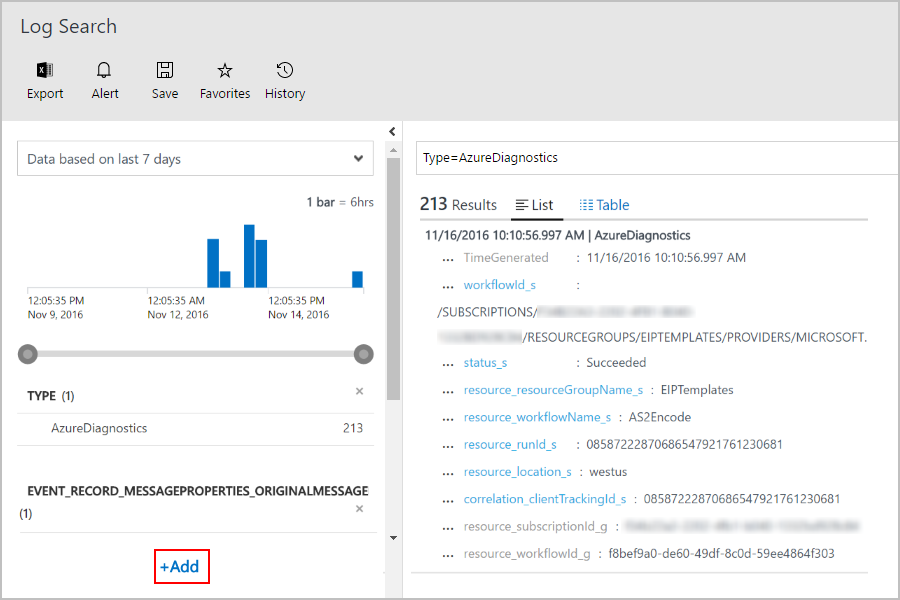 Log Search
Export Alert Save Favorites History
Data based on last 7 days
1 bar = 6hrs
12:05:35 PM 12:05:35 AM 12:05:35 PM
Nov 9, 2016 Nov 12, 2016 Nov 14, 2016
TYPE (1)
AzureDiagnostics 213
EVENT_RECORD_MESSAGEPROPERTIES_ORIGINALMESSAGE
(1)
+Add
Type=AzureDiagnostics
213 Results List Table
11/16/2016 10:10:56.997 AM | AzureDiagnostics
... TimeGenerated : 11/16/2016 10:10:56.997 AM
... workflowId_s :
/SUBSCRIPTIONS/
/RESOURCEGROUPS/EIPTEMPLATES/PROVIDERS/MICROSOFT.
... status_s : Succeeded
... resource_resourceGroupName_s : EIPTemplates
... resource_workflowName_s : AS2Encode
... resource_runId_s : 08587222870686547921761230681
... resource_location_s : westus
... correlation_clientTrackingId_s : 08587222870686547921761230681
... resource_subscriptionId_g :
... resource_workflowId_g : f8bef9a0-de60-49df-8c0d-59ee4864f303